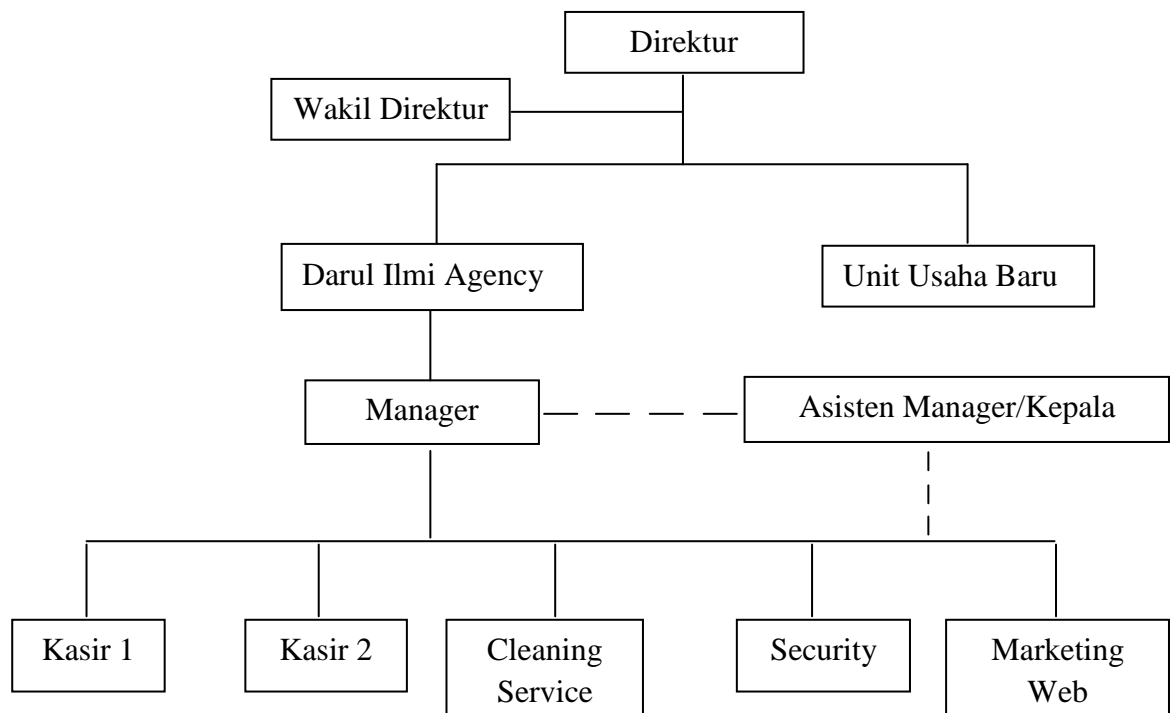 Direktur
Wakil Direktur
Darul Ilmi Agency
Unit Usaha Baru
Manager
Asisten Manager/Kepala
Kasir 1
Kasir 2
Cleaning
Service
Security
Marketing
Web